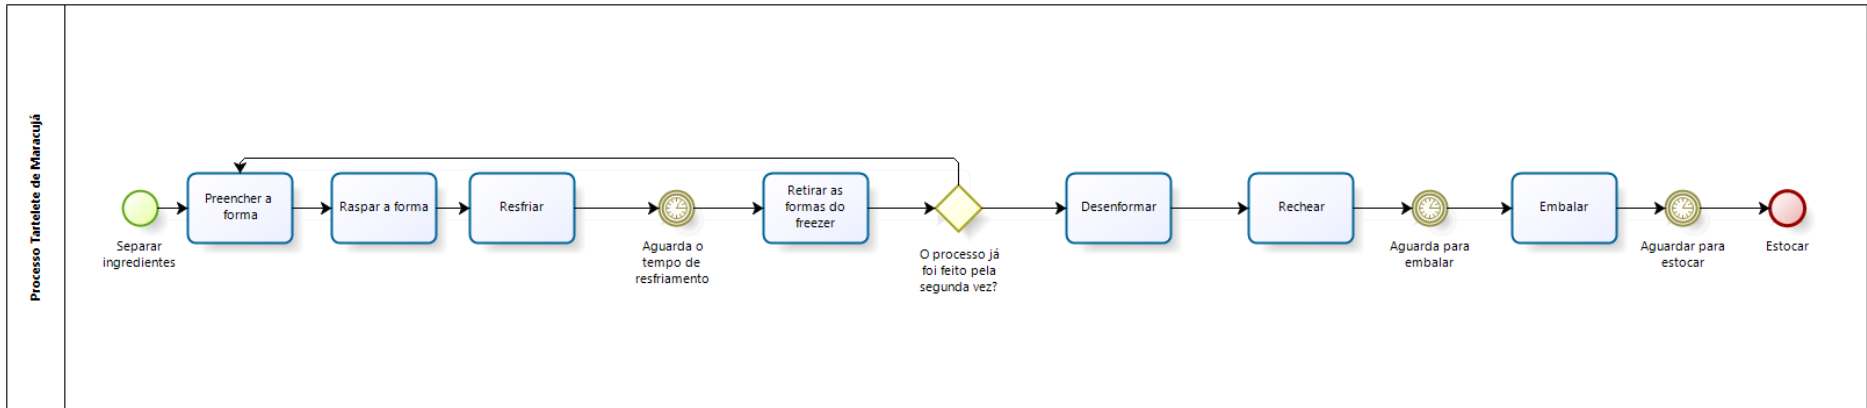 Processo Tartelete de Maracujá
Separar
ingredientes
Preencher a
forma
Raspar a forma
Resfriar
Aguarda o
tempo de
resfriamento
Retirar as
formas do
freezer
O processo já
foi feito pela
segunda vez?
Desenformar
Rechear
Aguarda para
embalar
Embalar
Aguardar para
estocar
Estocar